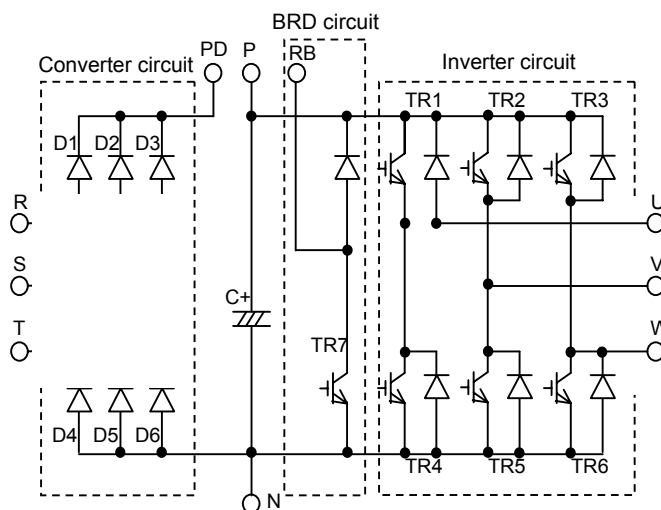 BRD circuit
PD P RB
Converter circuit
Inverter circuit
TR1 TR2 TR3
D1 D2 D3
R
U
S
V
C+
T
TR7
W
D4 D5 D6
TR4 TR5 TR6
N